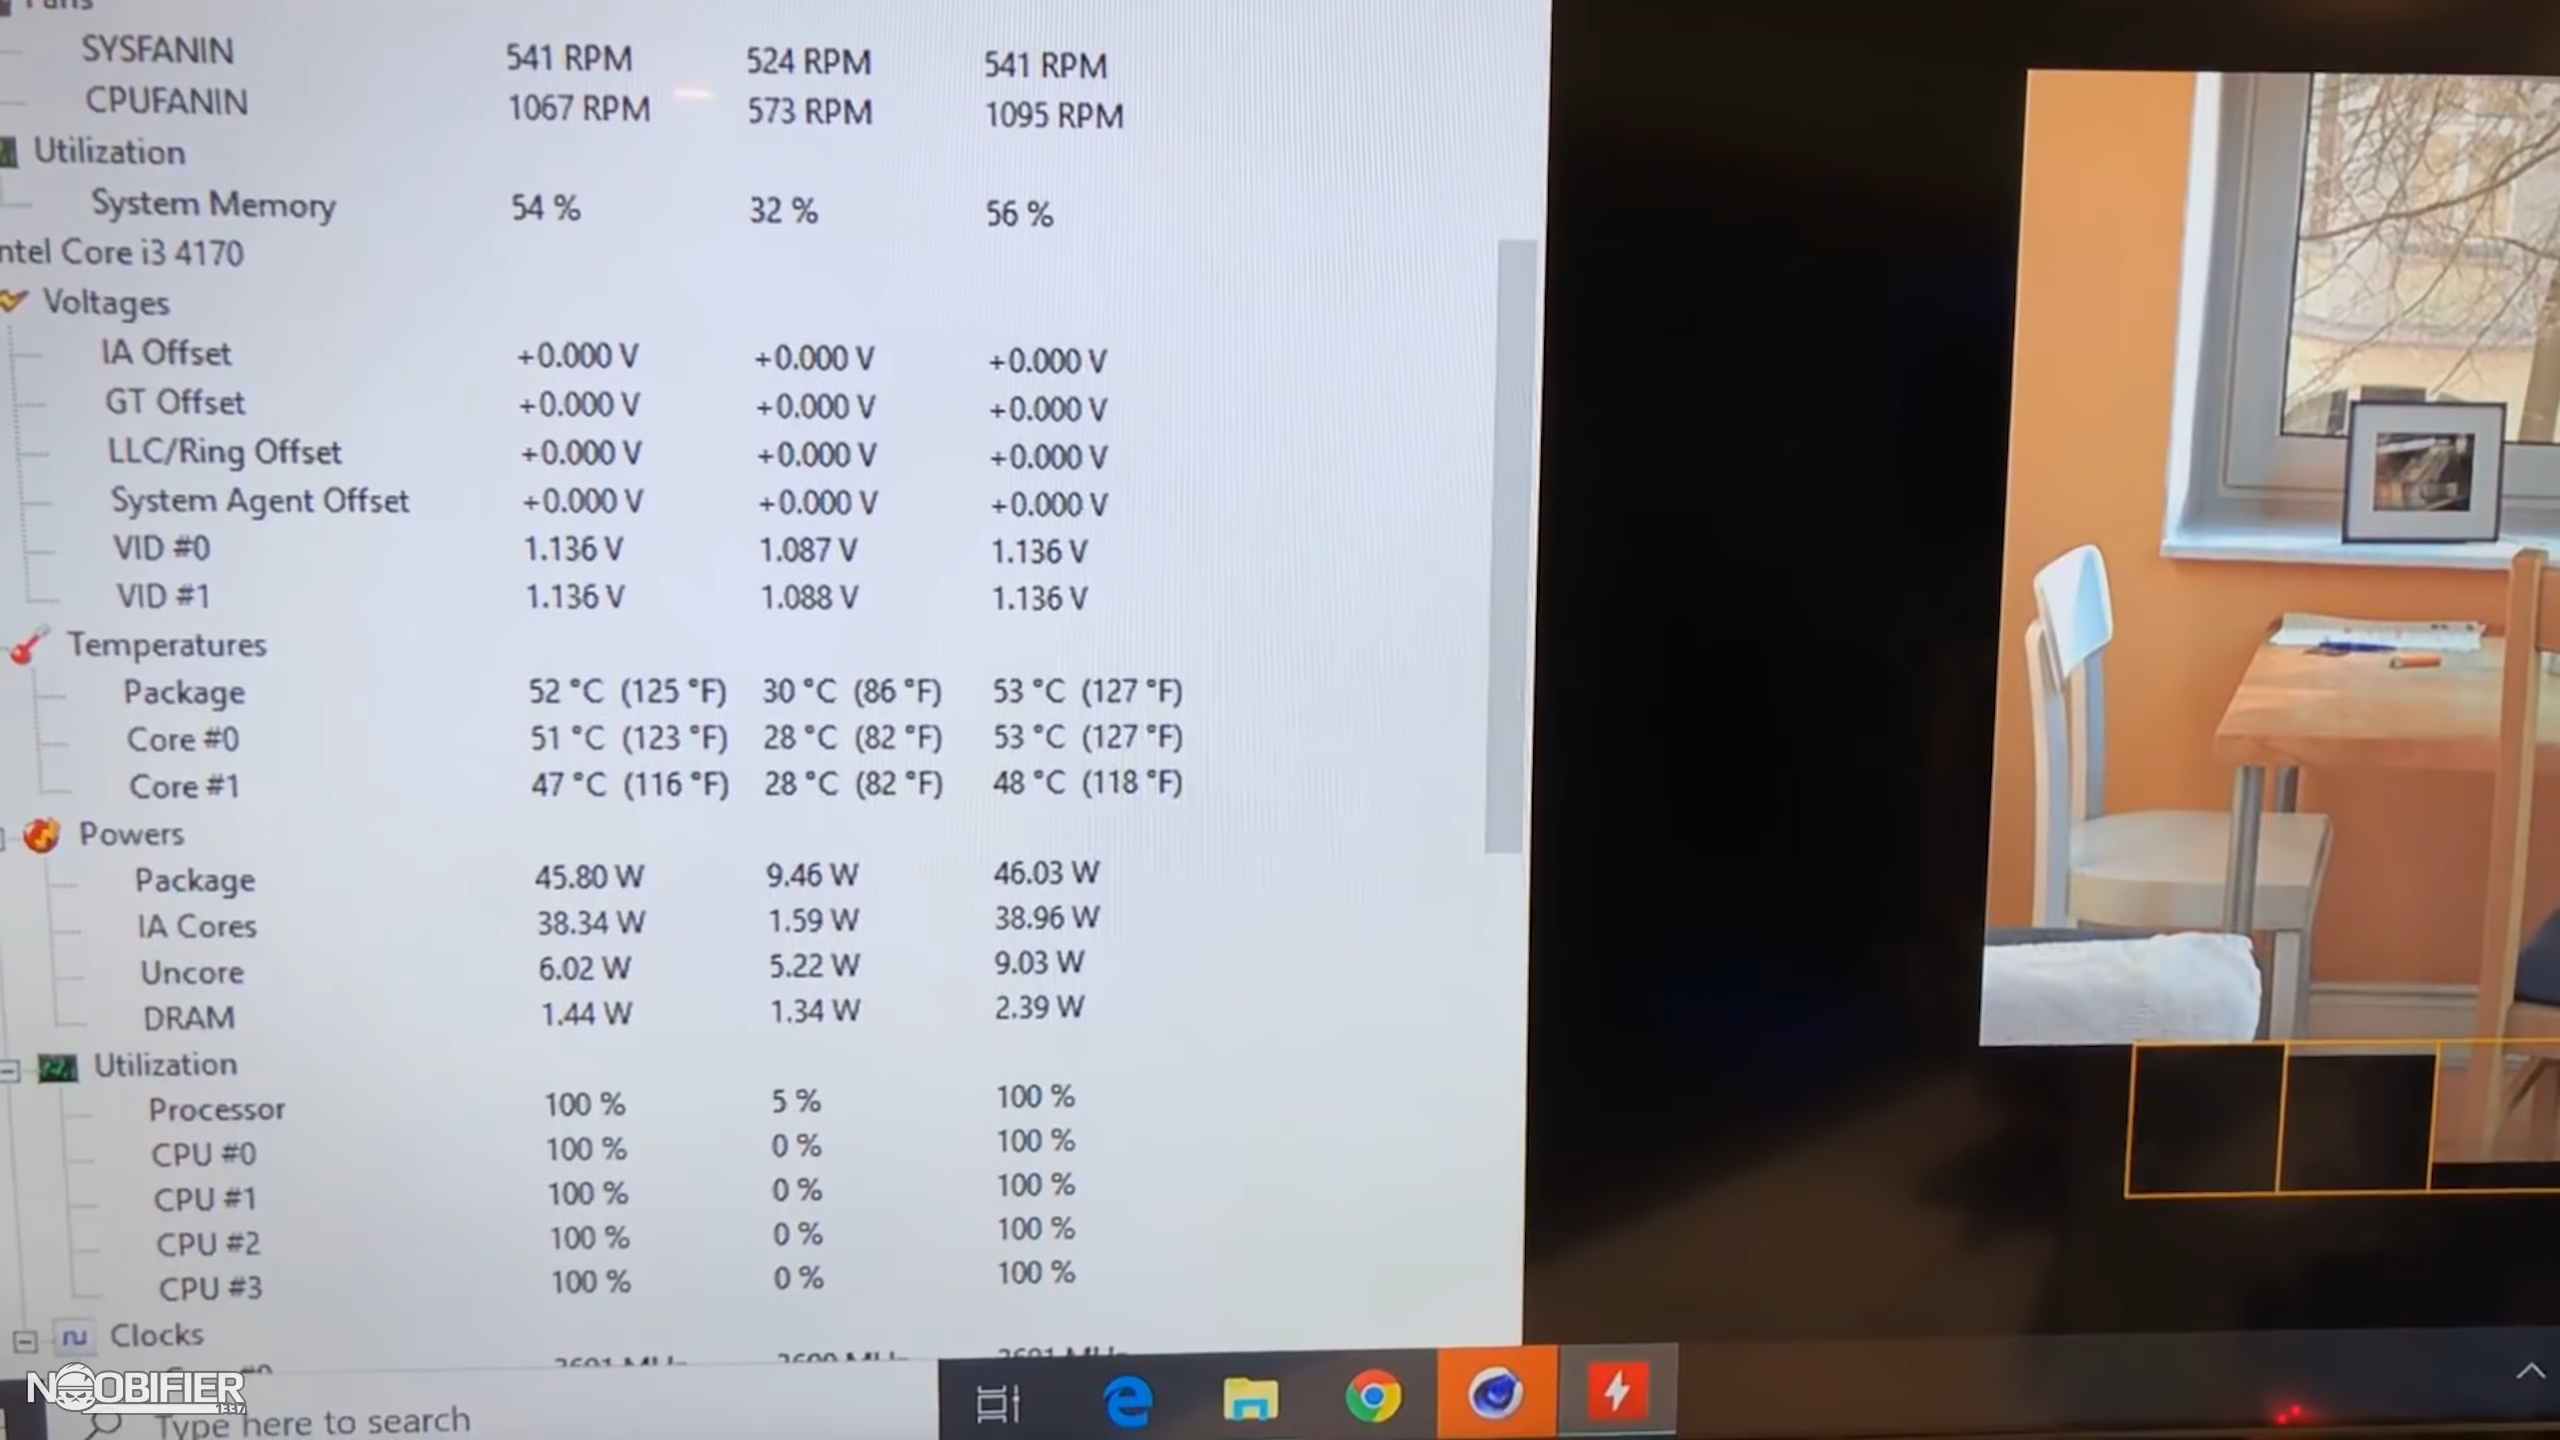 SYSFANIN 541 RPM 524 RPM 541 RPM
CPUFANIN 1067 RPM 573 RPM 1095 RPM
Utilization
System Memory 54 % 32 % 56 %
ntel Core i3 4170
Voltages
IA Offset +0.000 V +0.000 V +0.000 V
GT Offset +0.000 V +0.000 V +0.000 V
LLC/Ring Offset +0.000 V +0.000 V +0.000 V
System Agent Offset +0.000 V +0.000 V +0.000 V
VID #0 1.136 V 1.087 V 1.136 V
VID #1 1.136 V 1.088 V 1.136 V
Temperatures
Package 52 °C (125 °F) 30 °C (86 °F) 53 °C (127 °F)
Core #0 51 °C (123 °F) 28 °C (82 °F) 53 °C (127 °F)
Core #1 47 °C (116 °F) 28 °C (82 °F) 48 °C (118 °F)
Powers
Package 45.80 W 9.46 W 46.03 W
IA Cores 38.34 W 1.59 W 38.96 W
Uncore 6.02 W 5.22 W 9.03 W
DRAM 1.44 W 1.34 W 2.39 W
Utilization
Processor 100 % 5 % 100 %
CPU #0 100 % 0 % 100 %
CPU #1 100 % 0 % 100 %
CPU #2 100 % 0 % 100 %
CPU #3 100 % 0 % 100 %
Clocks
NOOBIFIER
1337
Type here to search